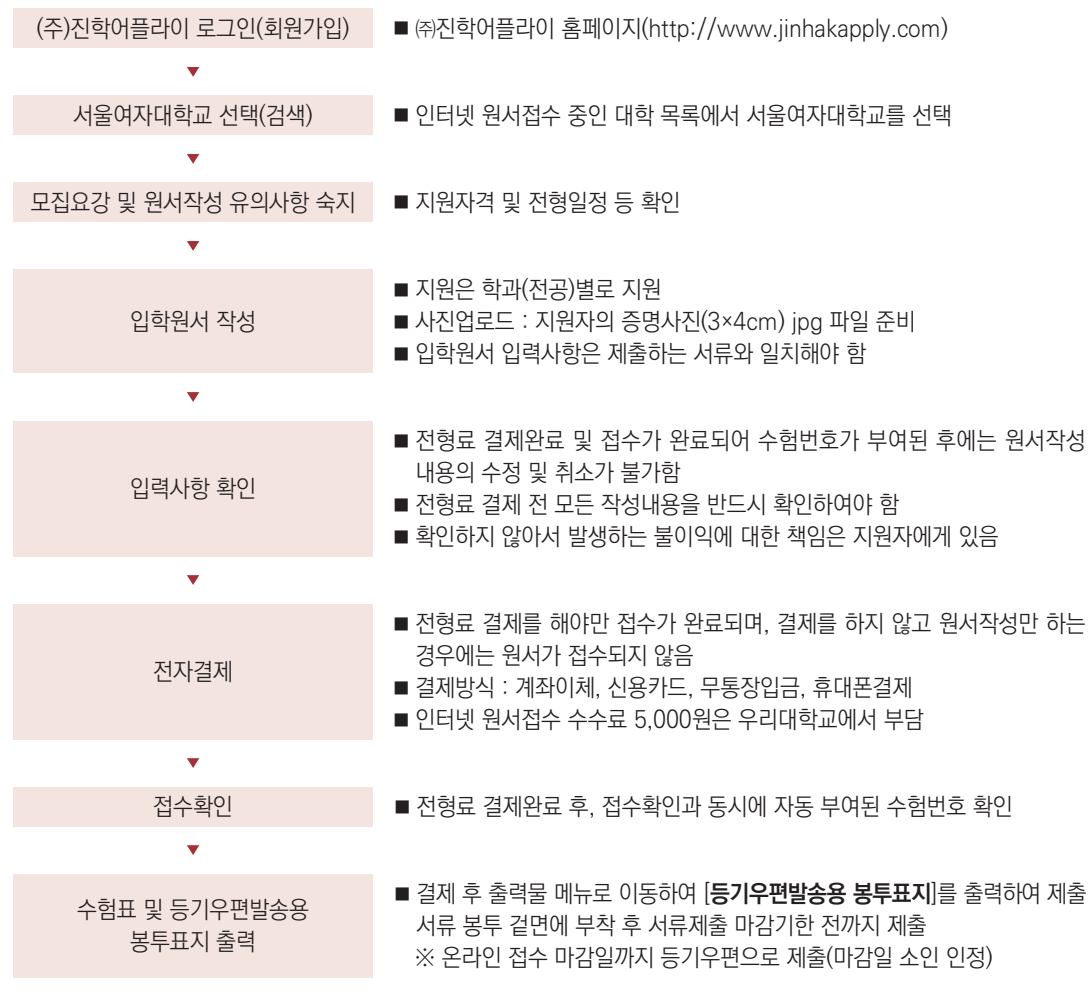 (주)진학어플라이 로그인(회원가입)
■ ㈜진학어플라이 홈페이지(http://www.jinhakapply.com)
▼
서울여자대학교 선택(검색)
■ 인터넷 원서접수 중인 대학 목록에서 서울여자대학교를 선택
▼
모집요강 및 원서작성 유의사항 숙지
■ 지원자격 및 전형일정 등 확인
▼
입학원서 작성
■ 지원은 학과(전공)별로 지원
■ 사진업로드 : 지원자의 증명사진(3×4cm) jpg 파일 준비
■ 입학원서 입력사항은 제출하는 서류와 일치해야 함
▼
입력사항 확인
■ 전형료 결제완료 및 접수가 완료되어 수험번호가 부여된 후에는 원서작성
내용의 수정 및 취소가 불가함
■ 전형료 결제 전 모든 작성내용을 반드시 확인하여야 함
■ 확인하지 않아서 발생하는 불이익에 대한 책임은 지원자에게 있음
▼
전자결제
■ 전형료 결제를 해야만 접수가 완료되며, 결제를 하지 않고 원서작성만 하는
경우에는 원서가 접수되지 않음
■ 결제방식 : 계좌이체, 신용카드, 무통장입금, 휴대폰결제
■ 인터넷 원서접수 수수료 5,000원은 우리대학교에서 부담
▼
접수확인
■ 전형료 결제완료 후, 접수확인과 동시에 자동 부여된 수험번호 확인
▼
수험표 및 등기우편발송용
봉투표지 출력
■ 결제 후 출력물 메뉴로 이동하여 [등기우편발송용 봉투표지]를 출력하여 제출
서류 봉투 겉면에 부착 후 서류제출 마감기한 전까지 제출
※ 온라인 접수 마감일까지 등기우편으로 제출(마감일 소인 인정)